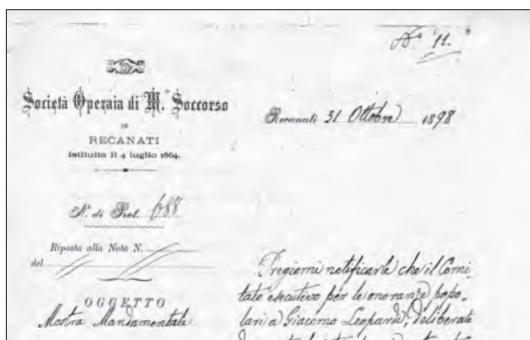 N° 11.
Società Operaia di M. Soccorso
IN
RECANATI
istituita il 4 luglio 1864.
Recanati 31 Ottobre 1898
N. di Prot. 688
Riposta alla Nota N.
del
OGGETTO
Mostra Mandamentale
Pregiomi notificarle che il Comi-
tato esecutivo per le onoranze popo-
lari a Giacomo Leopardi, deliberate